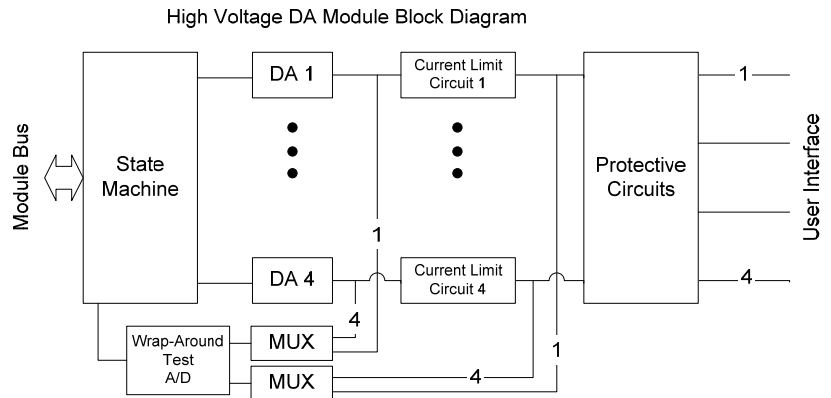 High Voltage DA Module Block Diagram
Module Bus
State
Machine
DA 1
Current Limit
Circuit 1
Protective
Circuits
1
User Interface
1
DA 4
Current Limit
Circuit 4
4
4
Wrap-Around
Test
A/D
MUX
1
MUX
4